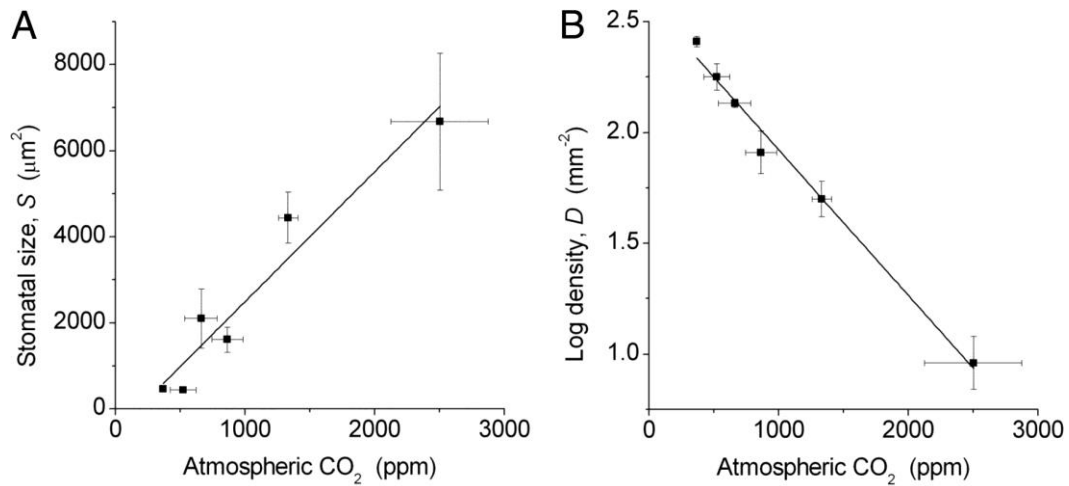 A
8000
6000
4000
2000
0
Stomatal size, S (μm²)
0 1000 2000 3000
Atmospheric CO₂ (ppm)
B
2.5
2.0
1.5
1.0
Log density, D (mm⁻²)
0 1000 2000 3000
Atmospheric CO₂ (ppm)